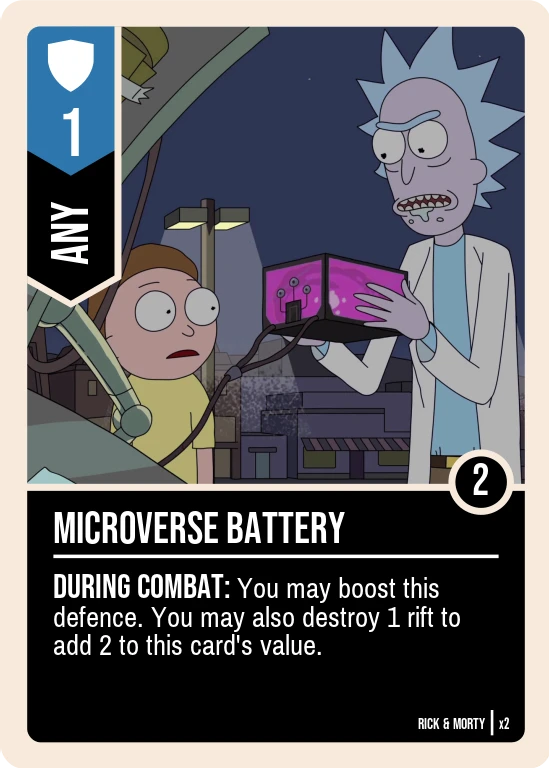 1
ANY
2
MICROVERSE BATTERY
DURING COMBAT: You may boost this
defence. You may also destroy 1 rift to
add 2 to this card's value.
RICK & MORTY | x2